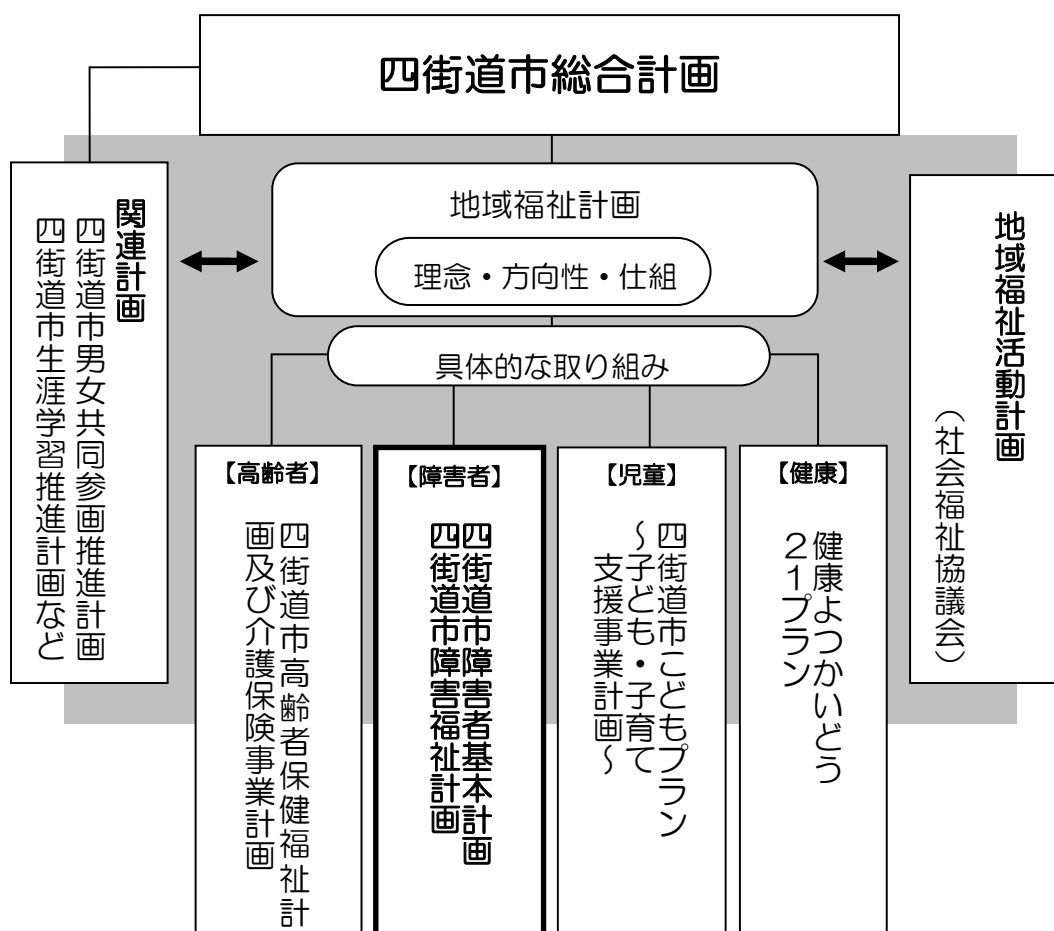 四街道市総合計画
地域福祉計画
理念・方向性・仕組
具体的な取り組み
関連計画
四街道市男女共同参画推進計画
四街道市生涯学習推進計画など
地域福祉活動計画
（社会福祉協議会）
【高齢者】
四街道市高齢者保健福祉計
画及び介護保険事業計画
【障害者】
四街道市障害者基本計画
四街道市障害福祉計画
【児童】
四街道市こどもプラン
～子ども・子育て
支援事業計画～
【健康】
健康よつかいどう
２１プラン